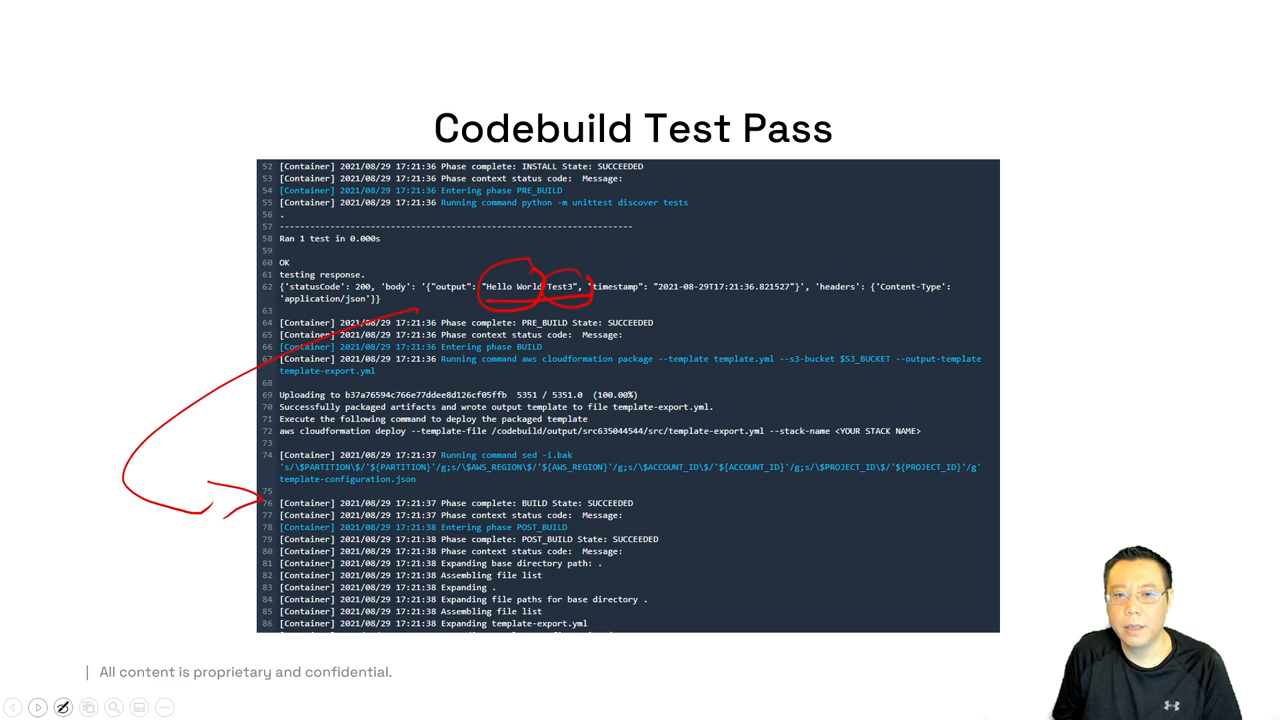 Codebuild Test Pass
52 [Container] 2021/08/29 17:21:36 Phase complete: INSTALL State: SUCCEEDED
53 [Container] 2021/08/29 17:21:36 Phase context status code:  Message:
54 [Container] 2021/08/29 17:21:36 Entering phase PRE_BUILD
55 [Container] 2021/08/29 17:21:36 Running command python -m unittest discover tests
56 .
57 ----------------------------------------------------------------------
58 Ran 1 test in 0.000s
59
60 OK
61 testing response.
62 {'statusCode': 200, 'body': '{"output": "Hello World Test3", "timestamp": "2021-08-29T17:21:36.821527"}', 'headers': {'Content-Type':
'application/json'}}
63
64 [Container] 2021/08/29 17:21:36 Phase complete: PRE_BUILD State: SUCCEEDED
65 [Container] 2021/08/29 17:21:36 Phase context status code:  Message:
66 [Container] 2021/08/29 17:21:36 Entering phase BUILD
67 [Container] 2021/08/29 17:21:36 Running command aws cloudformation package --template template.yml --s3-bucket $S3_BUCKET --output-template
template-export.yml
68
69 Uploading to b37a76594c766e77ddee8d126cf05ffb  5351 / 5351.0  (100.00%)
70 Successfully packaged artifacts and wrote output template to file template-export.yml.
71 Execute the following command to deploy the packaged template
72 aws cloudformation deploy --template-file /codebuild/output/src635044544/src/template-export.yml --stack-name <YOUR STACK NAME>
73
74 [Container] 2021/08/29 17:21:37 Running command sed -i.bak
's/\$PARTITION\$/'${PARTITION}'/g;s/\$AWS_REGION\$/'${AWS_REGION}'/g;s/\$ACCOUNT_ID\$/'${ACCOUNT_ID}'/g;s/\$PROJECT_ID\$/'${PROJECT_ID}'/g'
template-configuration.json
75
76 [Container] 2021/08/29 17:21:37 Phase complete: BUILD State: SUCCEEDED
77 [Container] 2021/08/29 17:21:37 Phase context status code:  Message:
78 [Container] 2021/08/29 17:21:38 Entering phase POST_BUILD
79 [Container] 2021/08/29 17:21:38 Phase complete: POST_BUILD State: SUCCEEDED
80 [Container] 2021/08/29 17:21:38 Phase context status code:  Message:
81 [Container] 2021/08/29 17:21:38 Expanding base directory path: .
82 [Container] 2021/08/29 17:21:38 Assembling file list
83 [Container] 2021/08/29 17:21:38 Expanding .
84 [Container] 2021/08/29 17:21:38 Expanding file paths for base directory .
85 [Container] 2021/08/29 17:21:38 Assembling file list
86 [Container] 2021/08/29 17:21:38 Expanding template-export.yml
| All content is proprietary and confidential.